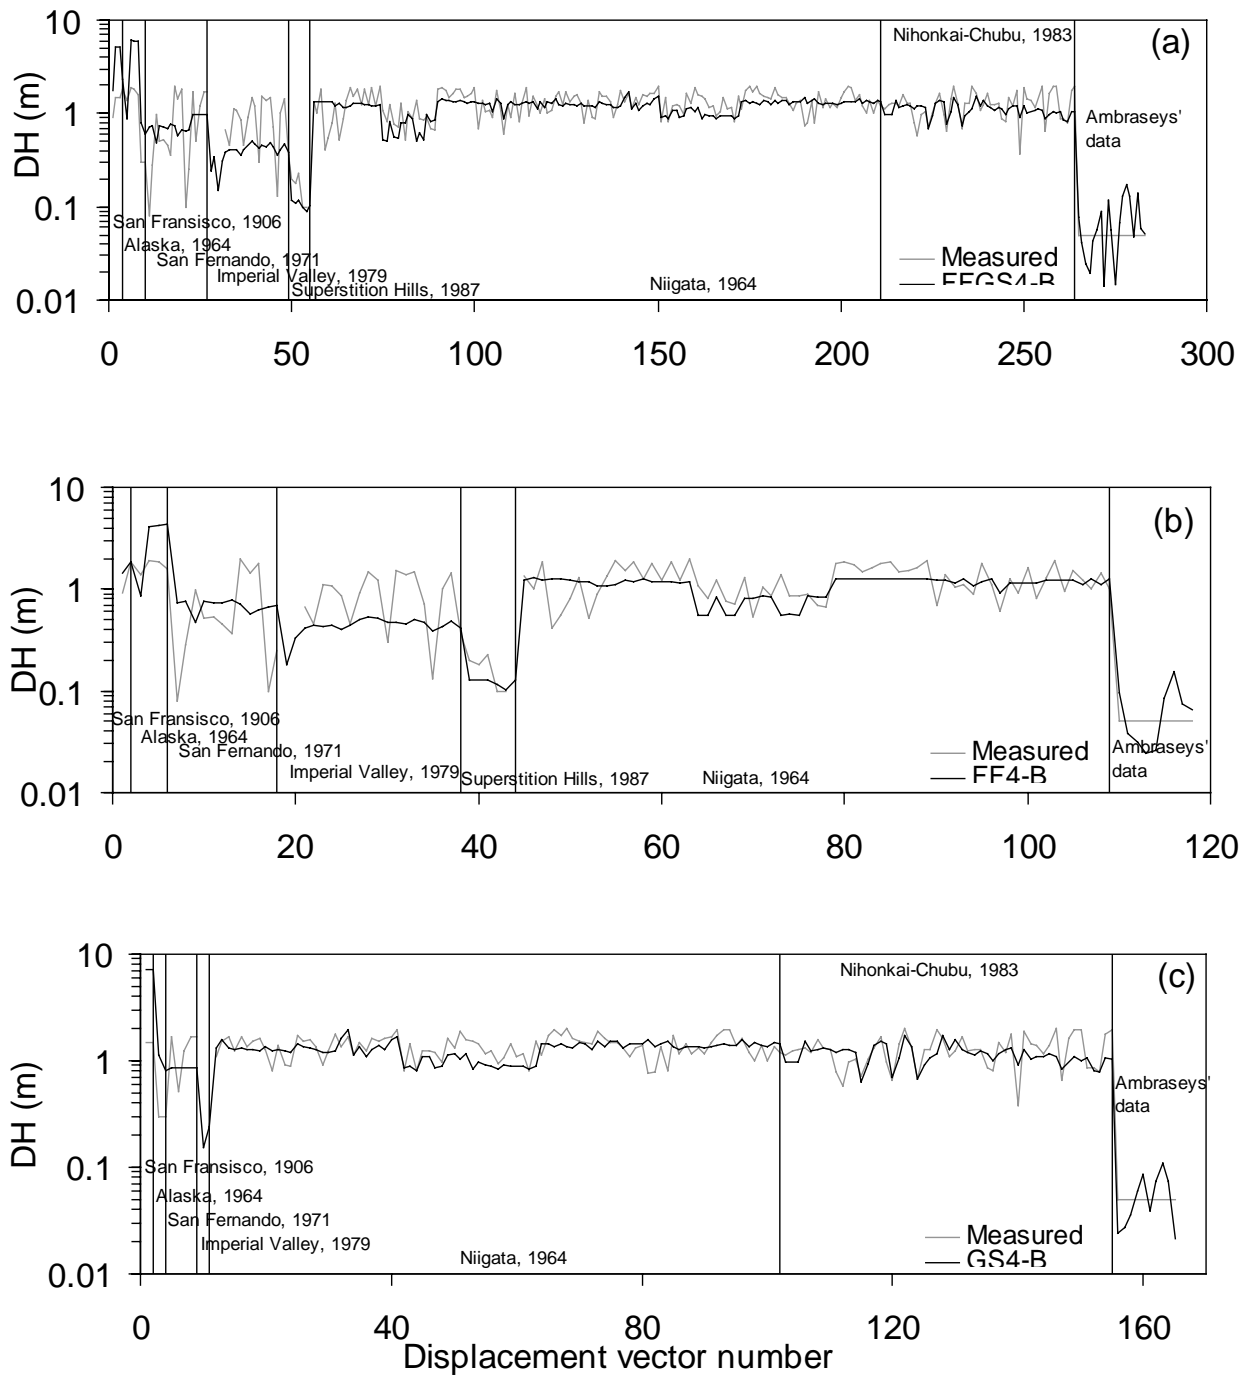 10
1
0.1
0.01
DH (m)
Nihonkai-Chubu, 1983
(a)
Ambraseys'
data
San Fransisco, 1906
Alaska, 1964
San Fernando, 1971
Imperial Valley, 1979
Superstition Hills, 1987
Niigata, 1964
Measured
FFGS4-B
0 50 100 150 200 250 300
10
1
0.1
0.01
DH (m)
(b)
San Fransisco, 1906
Alaska, 1964
San Fernando, 1971
Imperial Valley, 1979
Superstition Hills, 1987
Niigata, 1964
Measured
FF4-B
Ambraseys'
data
0 20 40 60 80 100 120
10
1
0.1
0.01
DH (m)
Nihonkai-Chubu, 1983
(c)
Ambraseys'
data
San Fransisco, 1906
Alaska, 1964
San Fernando, 1971
Imperial Valley, 1979
Niigata, 1964
Measured
GS4-B
0 40 80 120 160
Displacement vector number